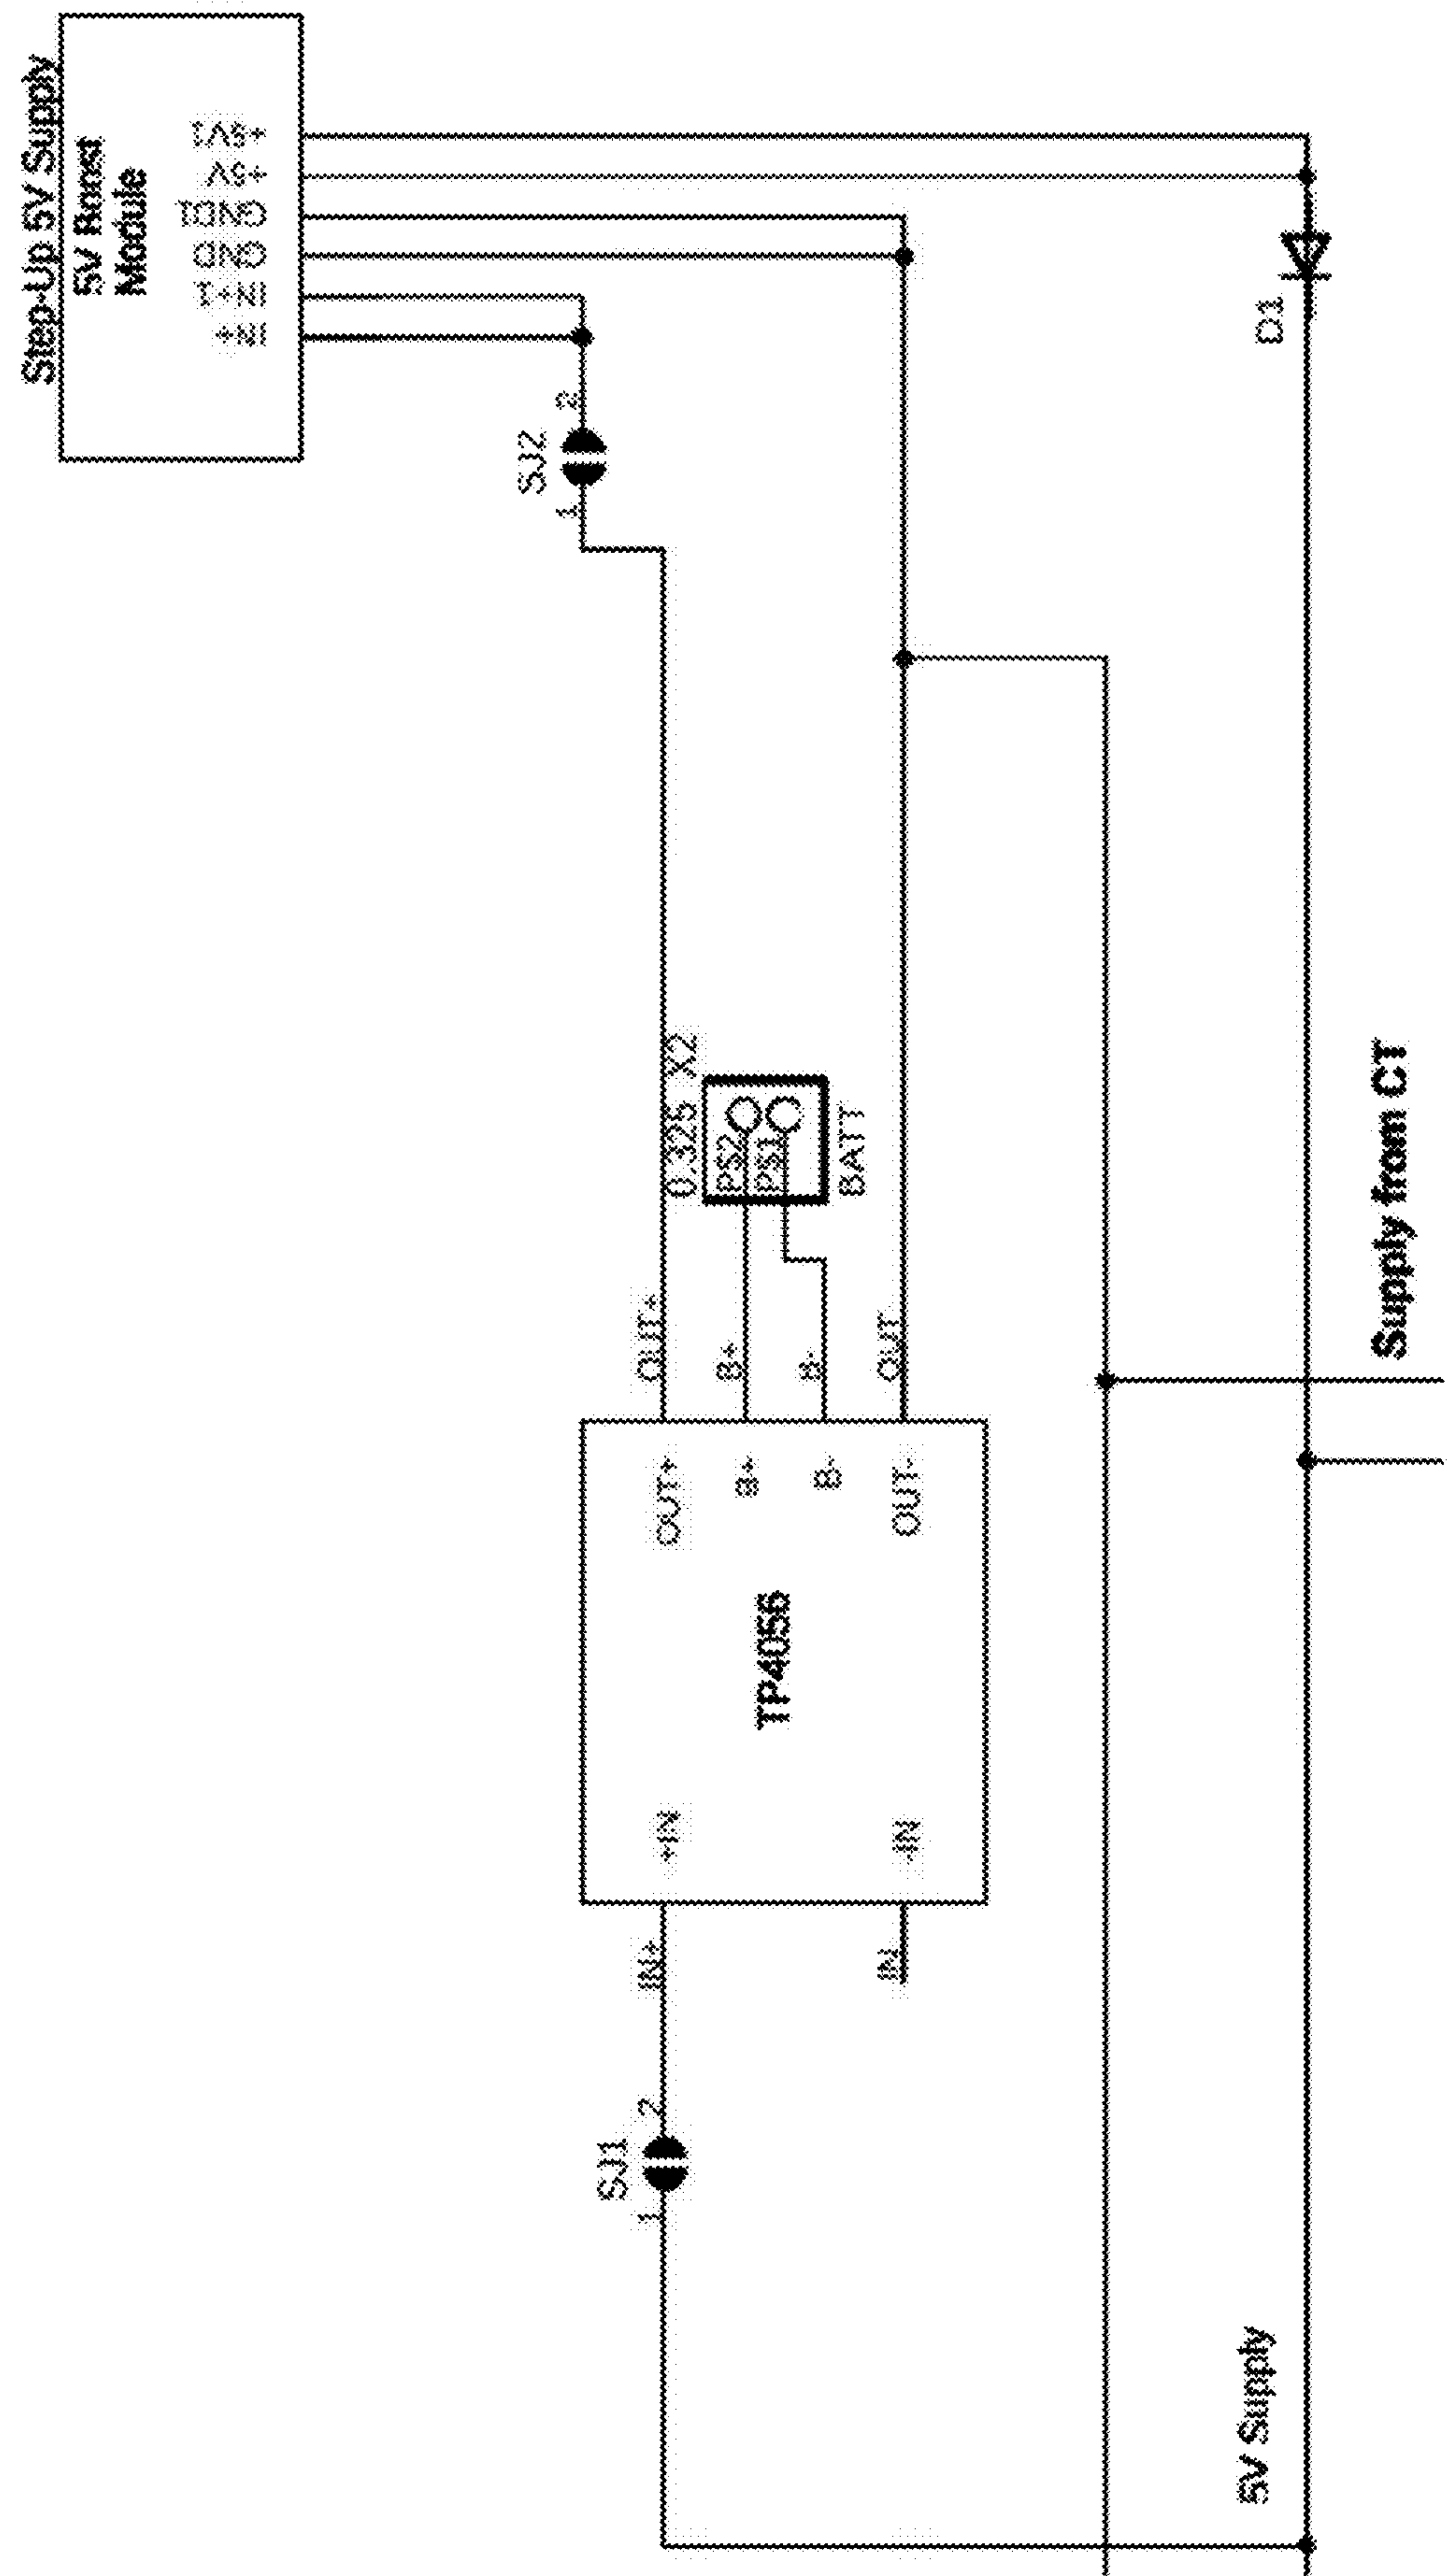 Step-Up 5V Supply
5V Boost
Module
+5V1
+5V
GND1
GND
IN+1
IN+
2
SJ2
1
D1
0.325 X2
PS2
PS1
BATT
OUT+
B+
B-
OUT-
Supply from CT
OUT+
B+
B-
OUT-
TP4056
+IN
-IN
IN+
IN
2
SJ1
1
5V Supply